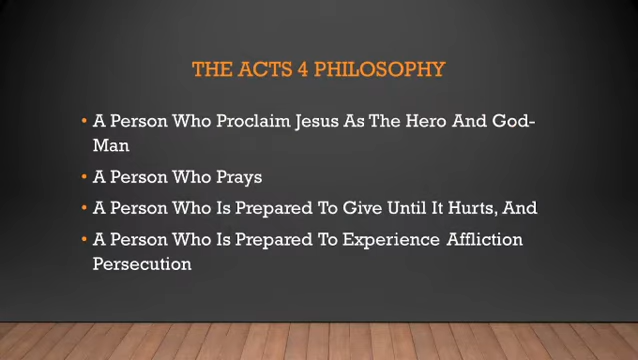 THE ACTS 4 PHILOSOPHY
• A Person Who Proclaim Jesus As The Hero And God-
Man
• A Person Who Prays
• A Person Who Is Prepared To Give Until It Hurts, And
• A Person Who Is Prepared To Experience Affliction
Persecution